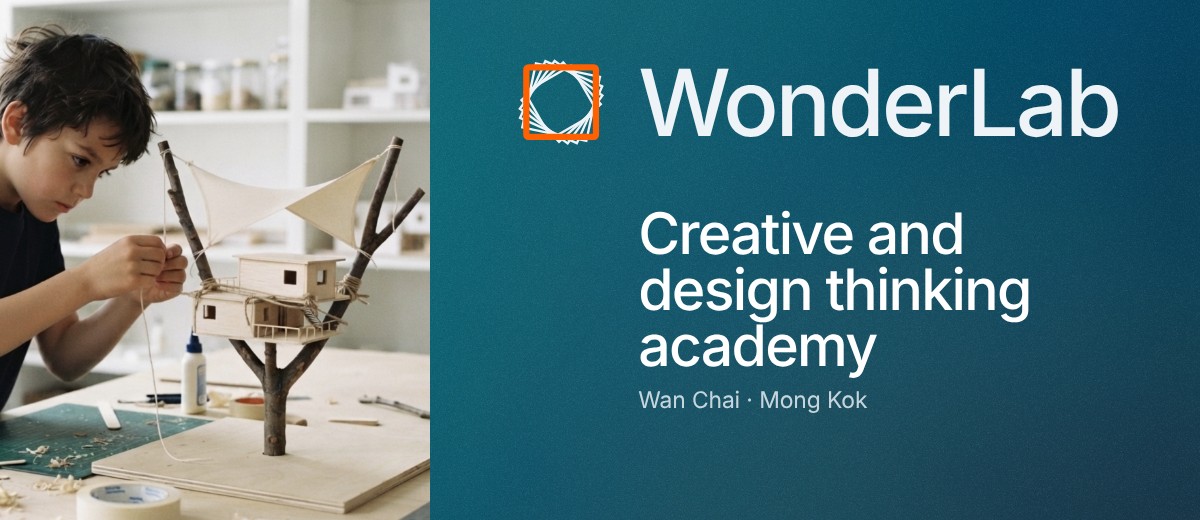 WonderLab
Creative and
design thinking
academy
Wan Chai · Mong Kok